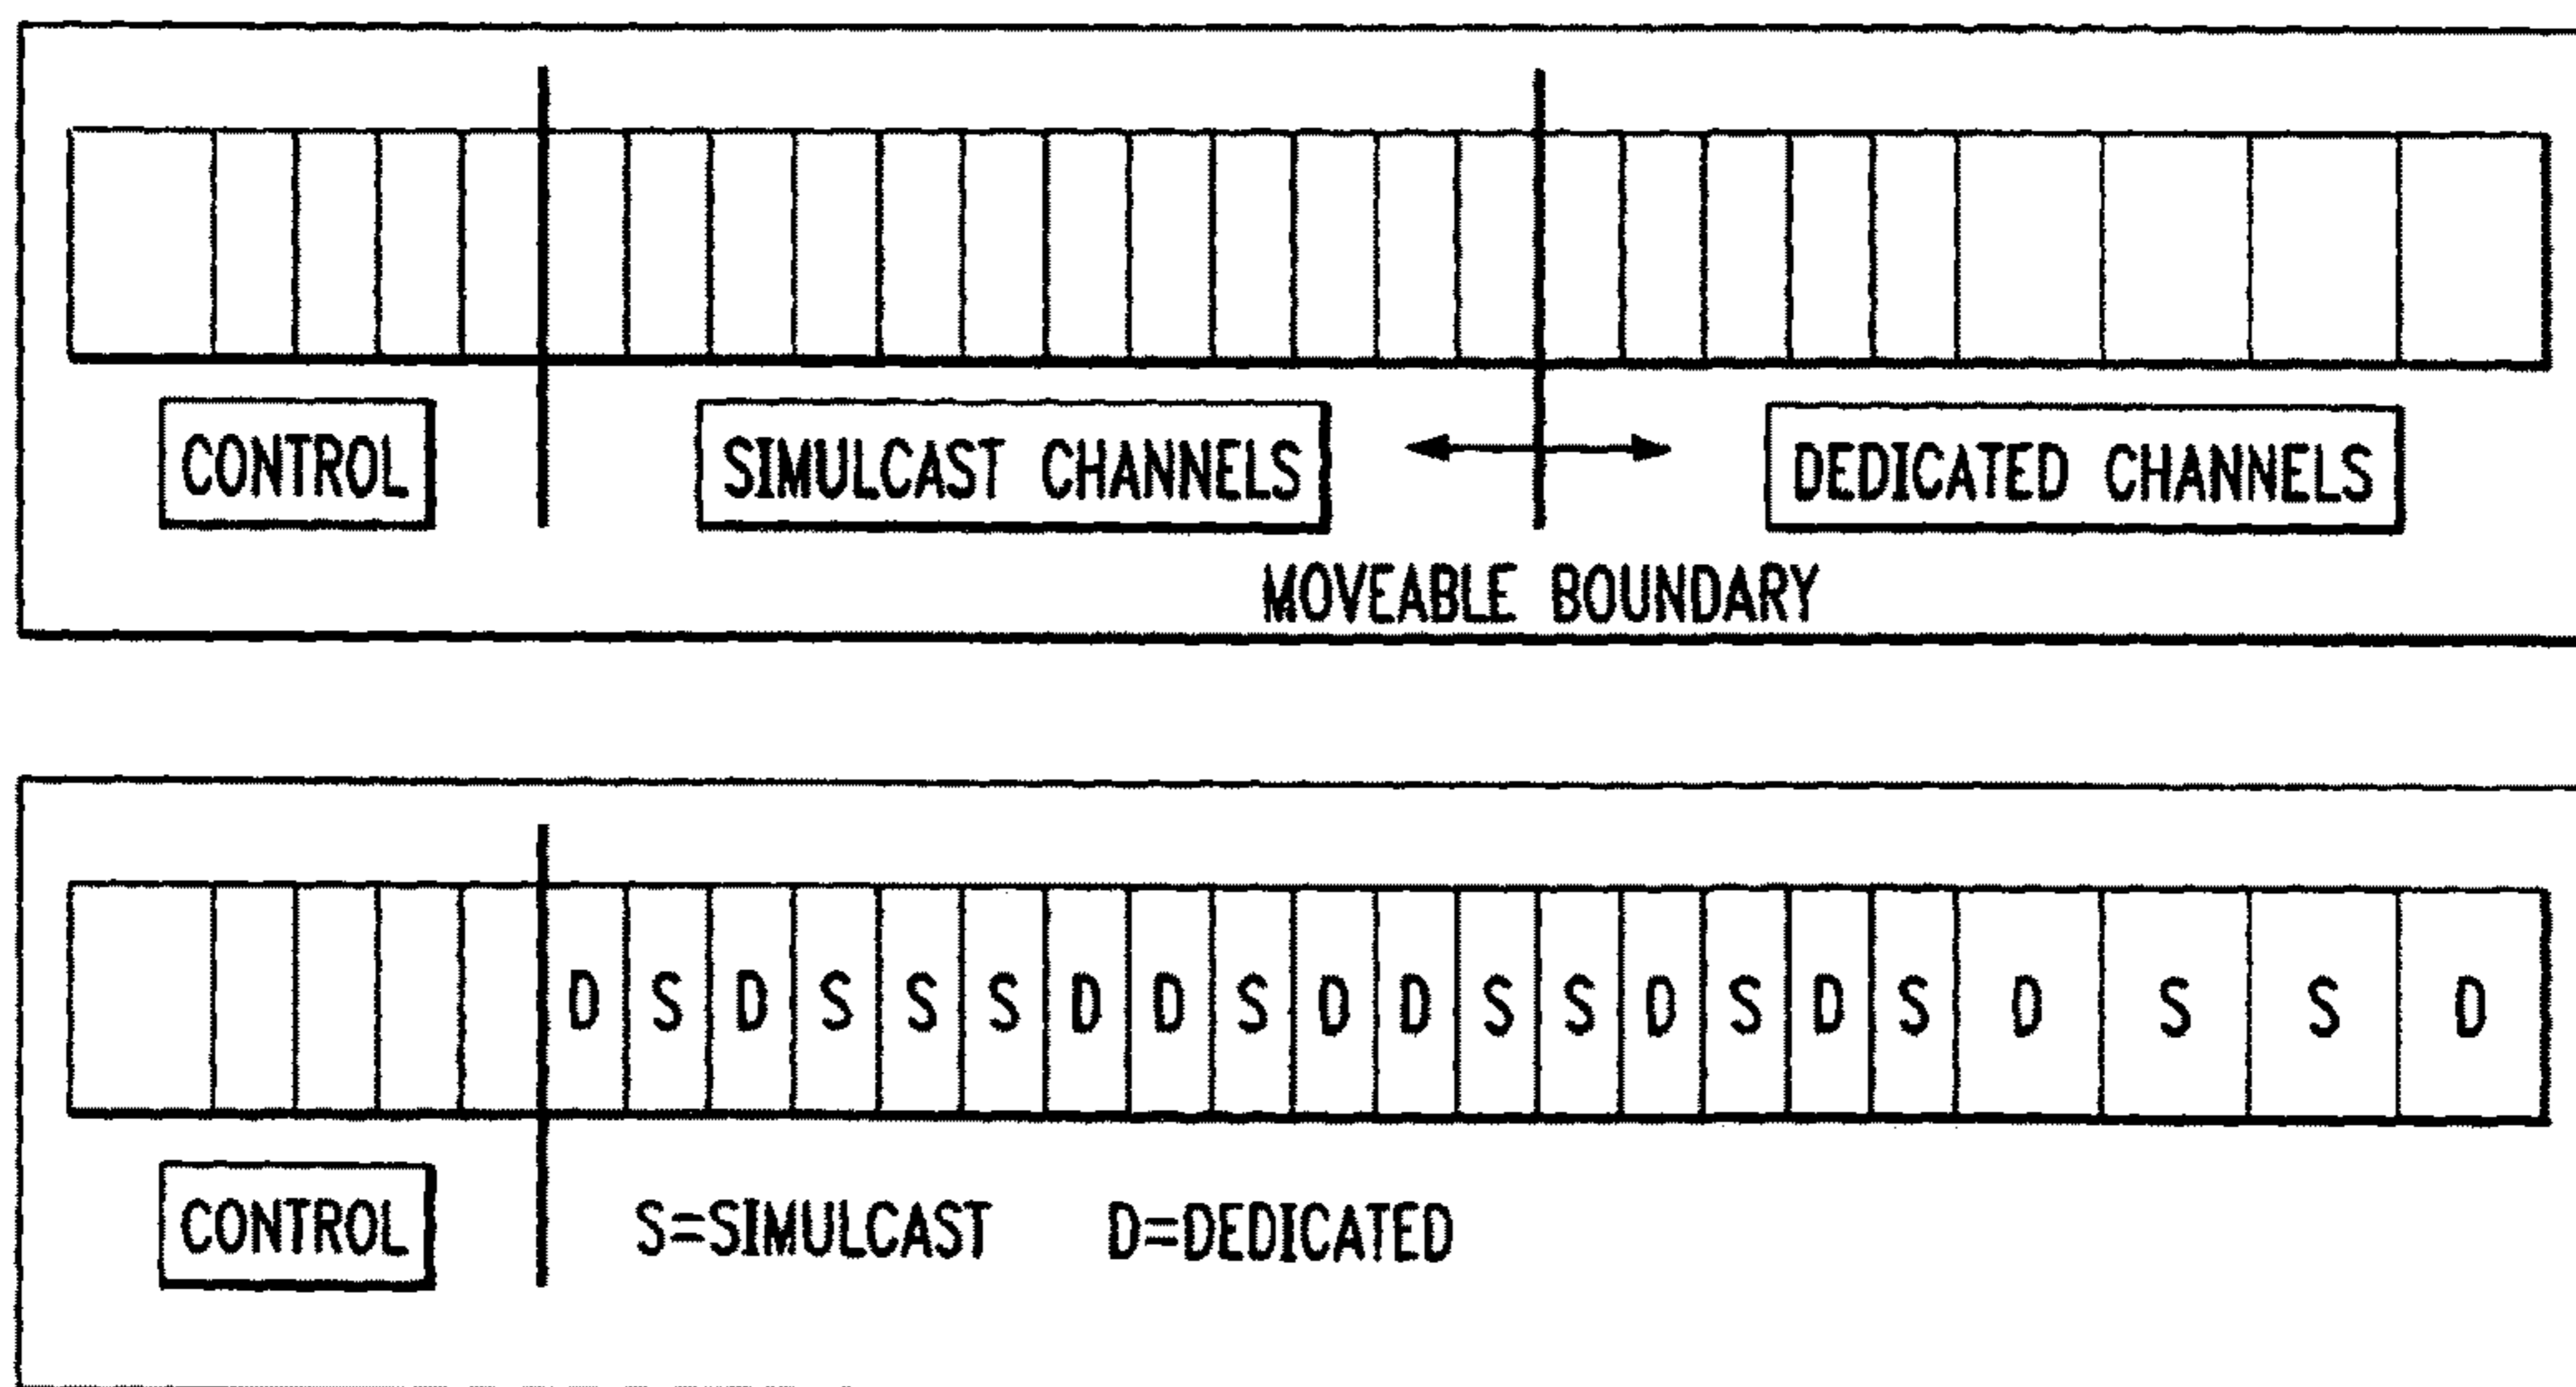 CONTROL
SIMULCAST CHANNELS
DEDICATED CHANNELS
MOVEABLE BOUNDARY
D S D S S S D D S D D S S D S D S D S S D
CONTROL
S=SIMULCAST D=DEDICATED